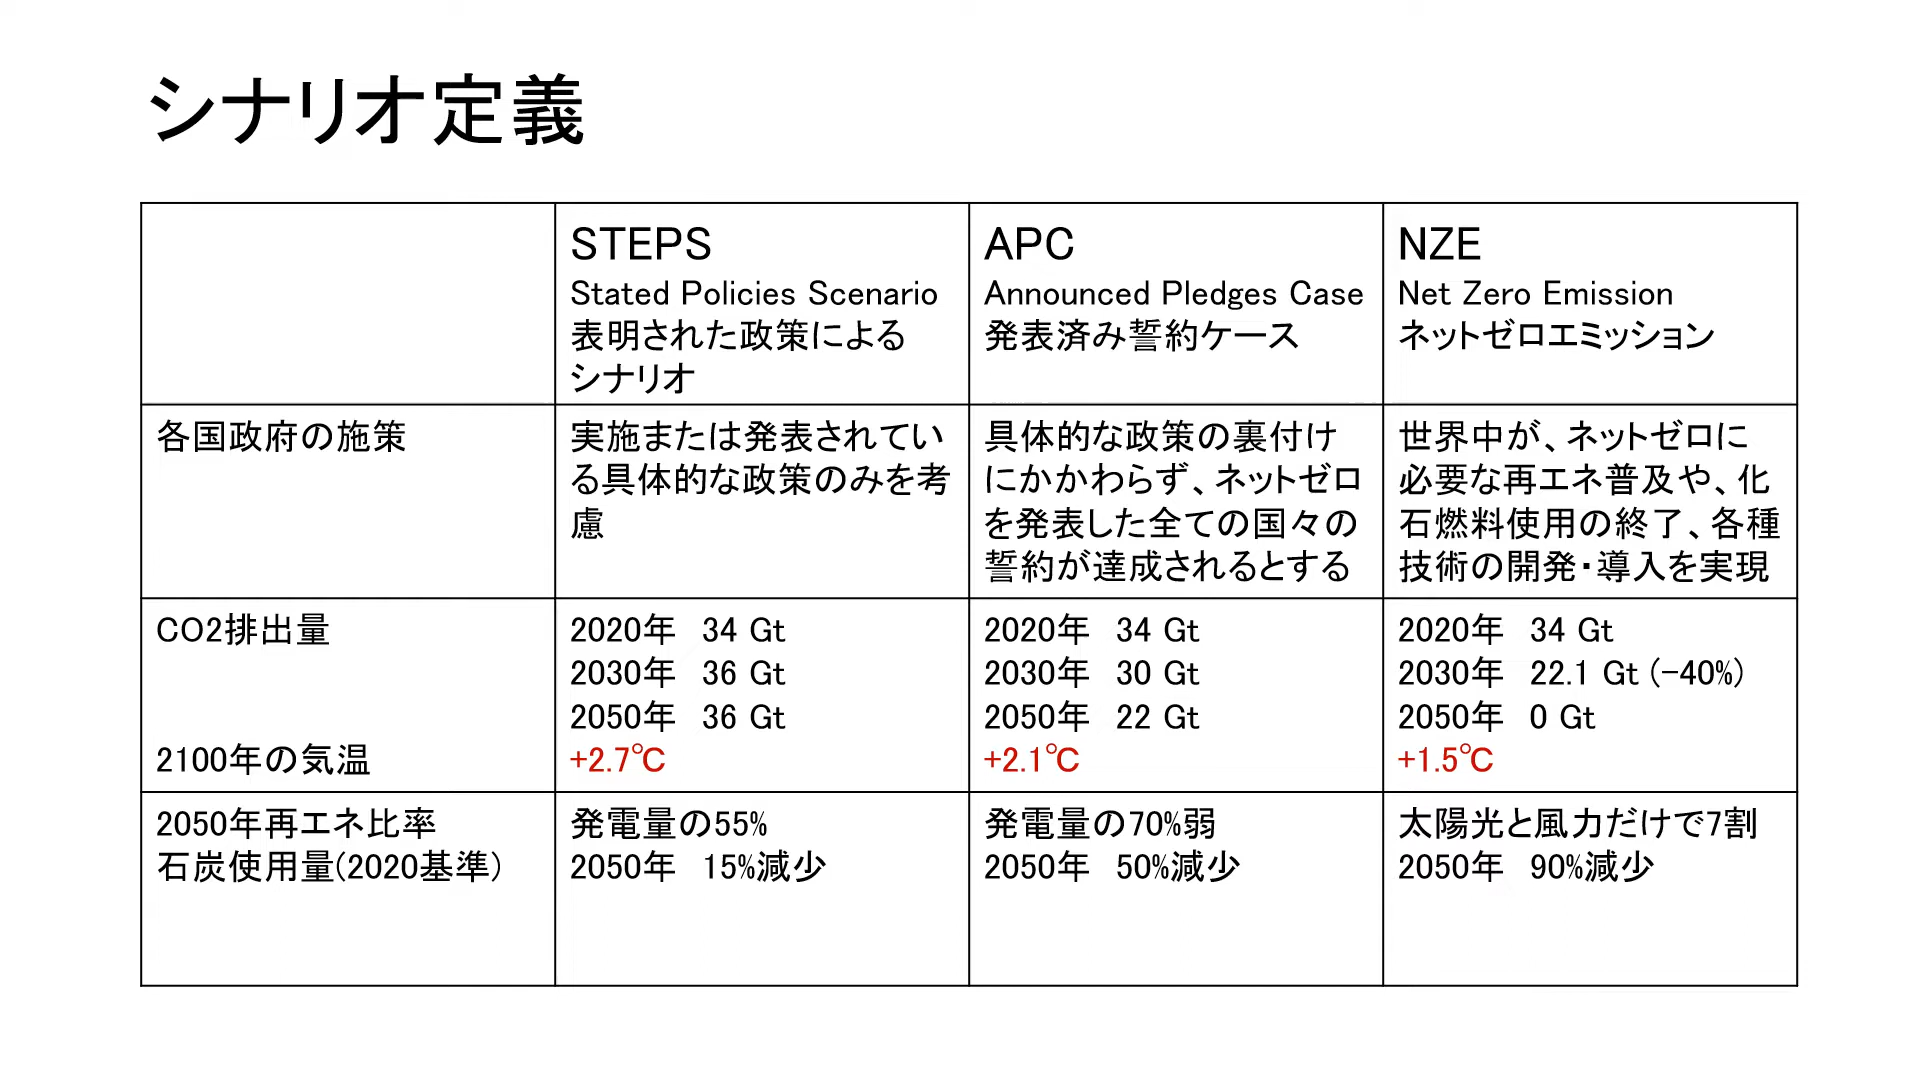 シナリオ定義
STEPS
Stated Policies Scenario
表明された政策による
シナリオ
APC
Announced Pledges Case
発表済み誓約ケース
NZE
Net Zero Emission
ネットゼロエミッション
各国政府の施策
実施または発表されてい
る具体的な政策のみを考
慮
具体的な政策の裏付け
にかかわらず、ネットゼロ
を発表した全ての国々の
誓約が達成されるとする
世界中が、ネットゼロに
必要な再エネ普及や、化
石燃料使用の終了、各種
技術の開発・導入を実現
CO2排出量
2100年の気温
2020年 34 Gt
2030年 36 Gt
2050年 36 Gt
+2.7℃
2020年 34 Gt
2030年 30 Gt
2050年 22 Gt
+2.1℃
2020年 34 Gt
2030年 22.1 Gt (-40%)
2050年 0 Gt
+1.5℃
2050年再エネ比率
石炭使用量(2020基準)
発電量の55%
2050年 15%減少
発電量の70%弱
2050年 50%減少
太陽光と風力だけで7割
2050年 90%減少